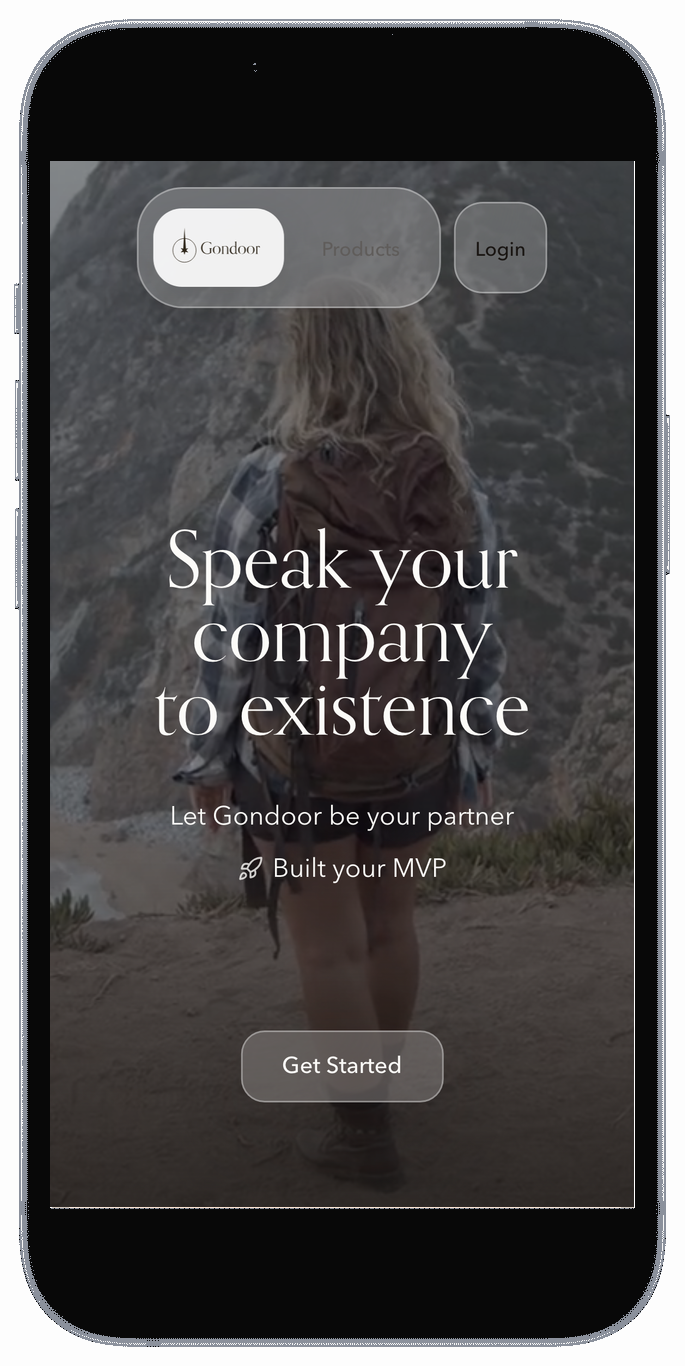 Gondoor
Products
Login
Speak your
company
to existence
Let Gondoor be your partner
Built your MVP
Get Started